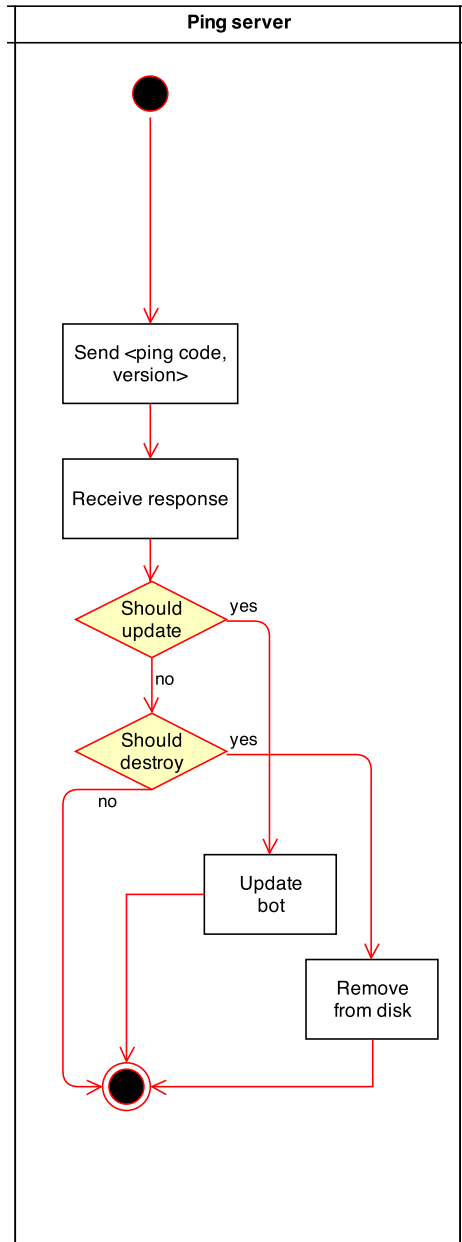 Ping server
Send <ping code,
version>
Receive response
Should
update
yes
no
Should
destroy
yes
no
Update
bot
Remove
from disk